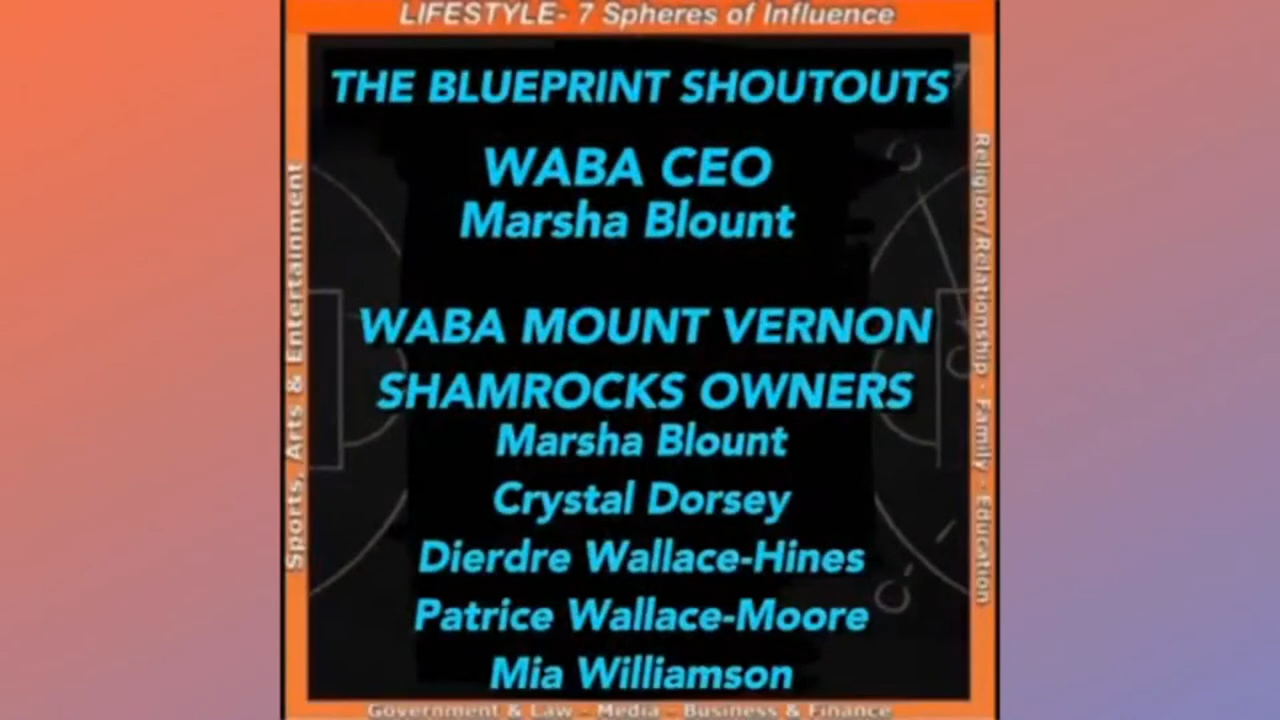 LIFESTYLE- 7 Spheres of Influence
THE BLUEPRINT SHOUTOUTS
WABA CEO
Marsha Blount
WABA MOUNT VERNON
SHAMROCKS OWNERS
Marsha Blount
Crystal Dorsey
Dierdre Wallace-Hines
Patrice Wallace-Moore
Mia Williamson
Sports, Arts & Entertainment
Religion/Relationship - Family - Education
Government & Law - Media - Business & Finance